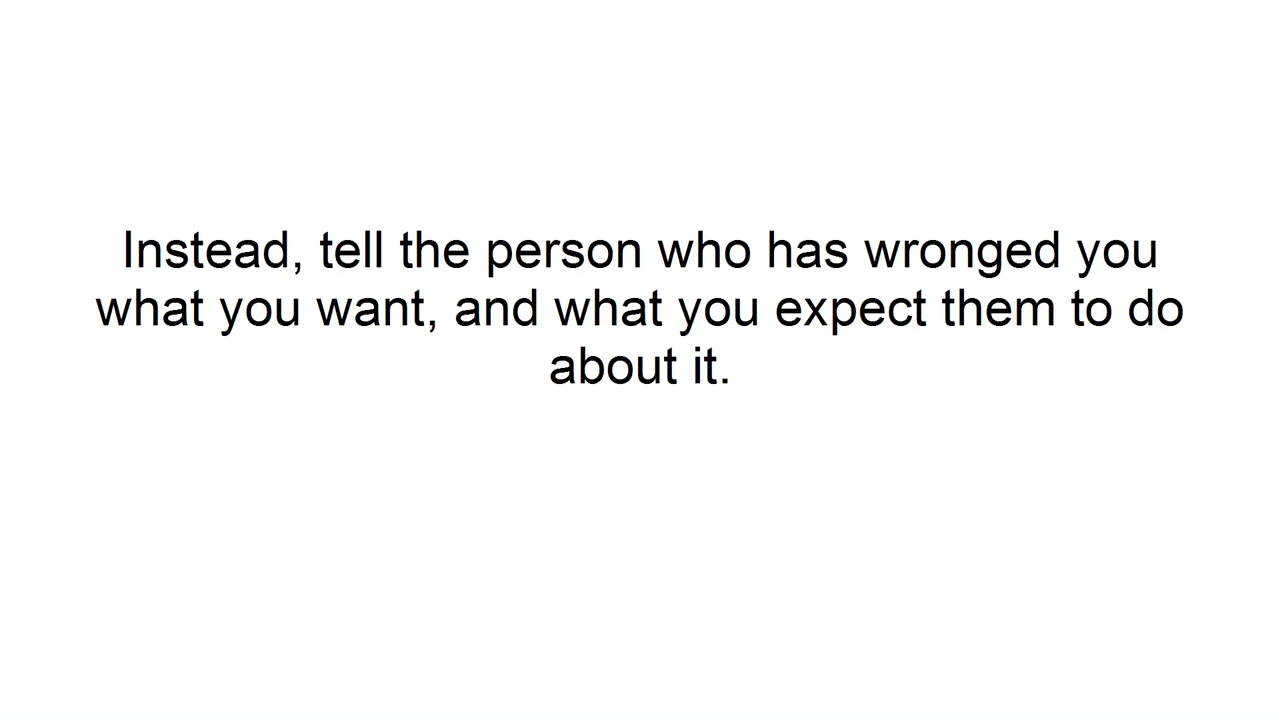 Instead, tell the person who has wronged you
what you want, and what you expect them to do
about it.